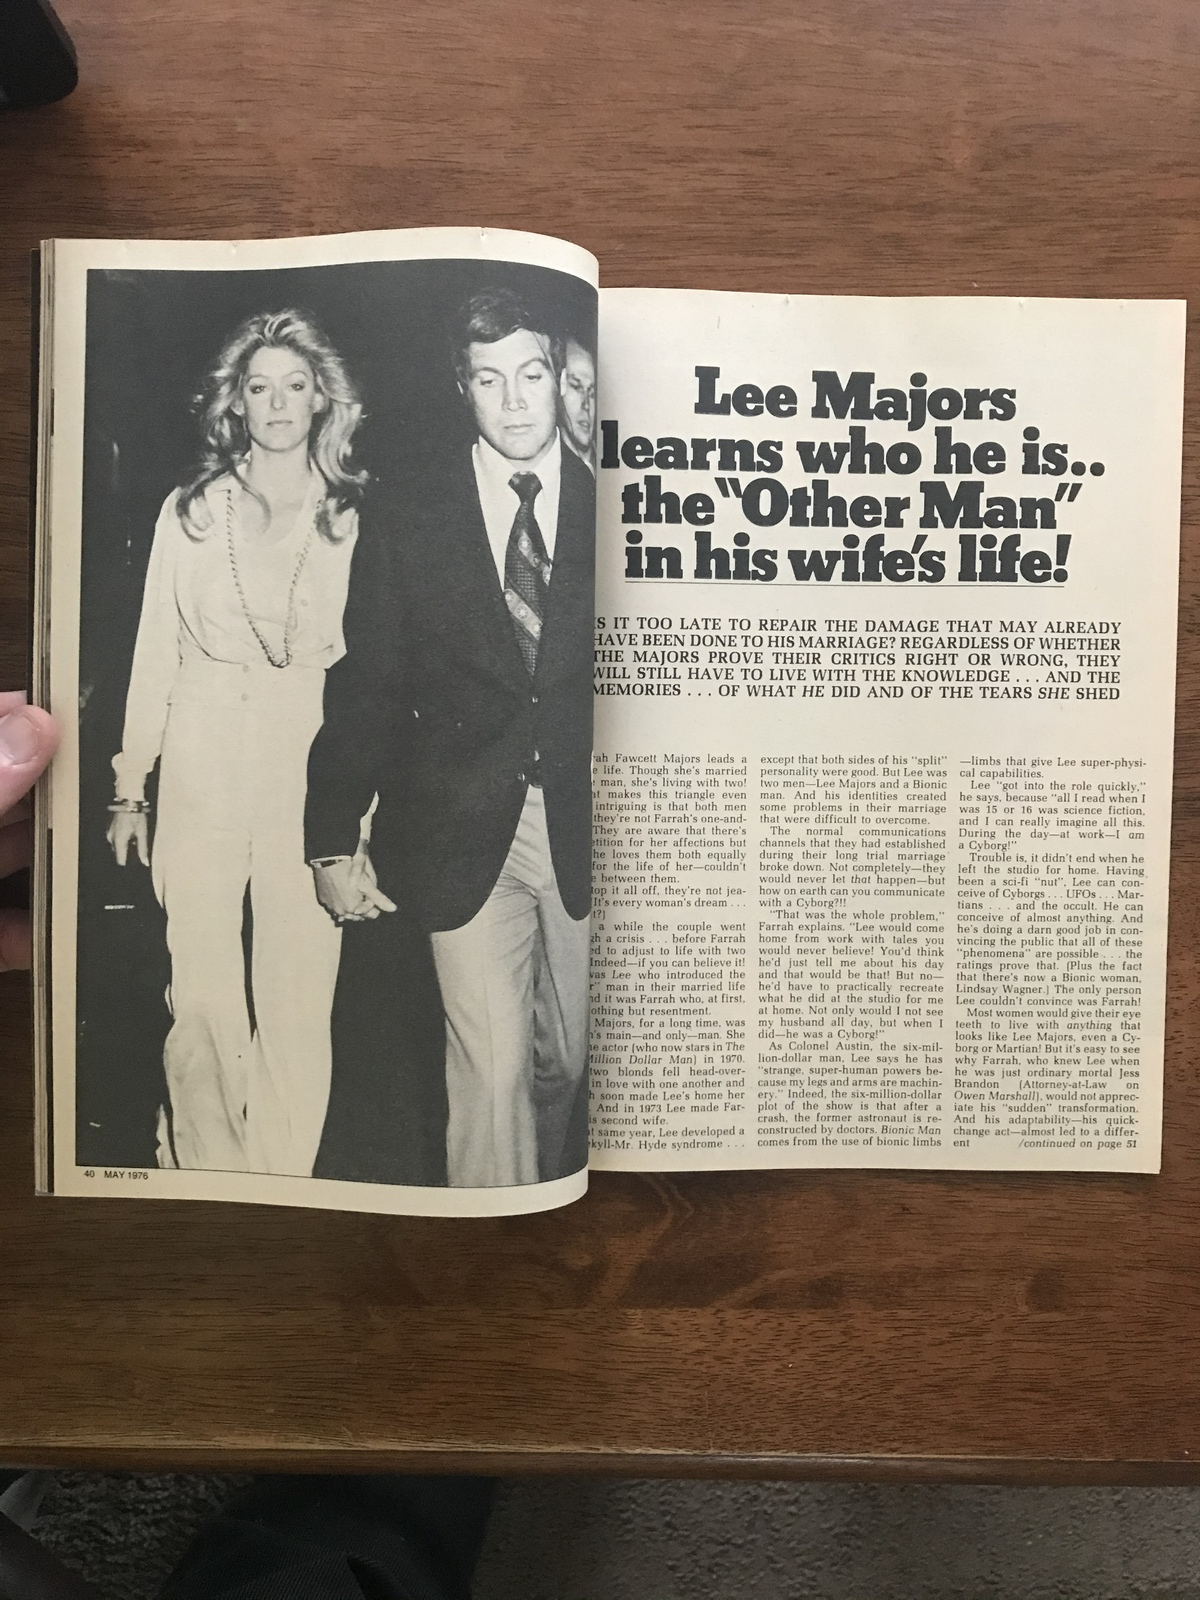 40 MAY 1976
Lee Majors
learns who he is..
the "Other Man"
in his wife's life!
IT TOO LATE TO REPAIR THE DAMAGE THAT MAY ALREADY
HAVE BEEN DONE TO HIS MARRIAGE? REGARDLESS OF WHETHER
THE MAJORS PROVE THEIR CRITICS RIGHT OR WRONG, THEY
WILL STILL HAVE TO LIVE WITH THE KNOWLEDGE . . . AND THE
MEMORIES . . . OF WHAT HE DID AND OF THE TEARS SHE SHED
Fawcett Majors leads a
life. Though she's married
man, she's living with two!
makes this triangle even
intriguing is that both men
they're not Farrah's one-and-
They are aware that there's
for her affections but
he loves them both equally
for the life of her—couldn't
between them.
it all off, they're not jea-
"It's every woman's dream . . .
a while the couple went
a crisis . . . before Farrah
to adjust to life with two
Indeed—if you can believe it!
was Lee who introduced the
man in their married life
it was Farrah who, at first,
nothing but resentment.
Majors, for a long time, was
main—and only—man. She
actor (who now stars in The
Million Dollar Man) in 1970.
two blonds fell head-over-
in love with one another and
soon made Lee's home her
And in 1973 Lee made Far-
second wife.
same year, Lee developed a
Mr. Hyde syndrome . . .
except that both sides of his "split"
personality were good. But Lee was
two men—Lee Majors and a Bionic
man. And his identities created
some problems in their marriage
that were difficult to overcome.
The normal communications
channels that they had established
during their long trial marriage
broke down. Not completely—they
would never let that happen—but
how on earth can you communicate
with a Cyborg?!!
"That was the whole problem,"
Farrah explains. "Lee would come
home from work with tales you
would never believe! You'd think
he'd just tell me about his day
and that would be that! But no—
he'd have to practically recreate
what he did at the studio for me
at home. Not only would I not see
my husband all day, but when I
did—he was a Cyborg!"
As Colonel Austin, the six-mil-
lion-dollar man, Lee says he has
"strange, super-human powers be-
cause my legs and arms are machin-
ery." Indeed, the six-million-dollar
plot of the show is that after a
crash, the former astronaut is re-
constructed by doctors. Bionic Man
comes from the use of bionic limbs
—limbs that give Lee super-physi-
cal capabilities.
Lee "got into the role quickly,"
he says, because "all I read when I
was 15 or 16 was science fiction,
and I can really imagine all this.
During the day—at work—I am
a Cyborg!"
Trouble is, it didn't end when he
left the studio for home. Having
been a sci-fi "nut", Lee can con-
ceive of Cyborgs . . . UFOs . . . Mar-
tians . . . and the occult. He can
conceive of almost anything. And
he's doing a darn good job in con-
vincing the public that all of these
"phenomena" are possible . . . the
ratings prove that. (Plus the fact
that there's now a Bionic woman,
Lindsay Wagner.) The only person
Lee couldn't convince was Farrah!
Most women would give their eye
teeth to live with anything that
looks like Lee Majors, even a Cy-
borg or Martian! But it's easy to see
why Farrah, who knew Lee when
he was just ordinary mortal Jess
Brandon (Attorney-at-Law on
Owen Marshall), would not apprec-
iate his "sudden" transformation.
And his adaptability—his quick-
change act—almost led to a differ-
ent /continued on page 51